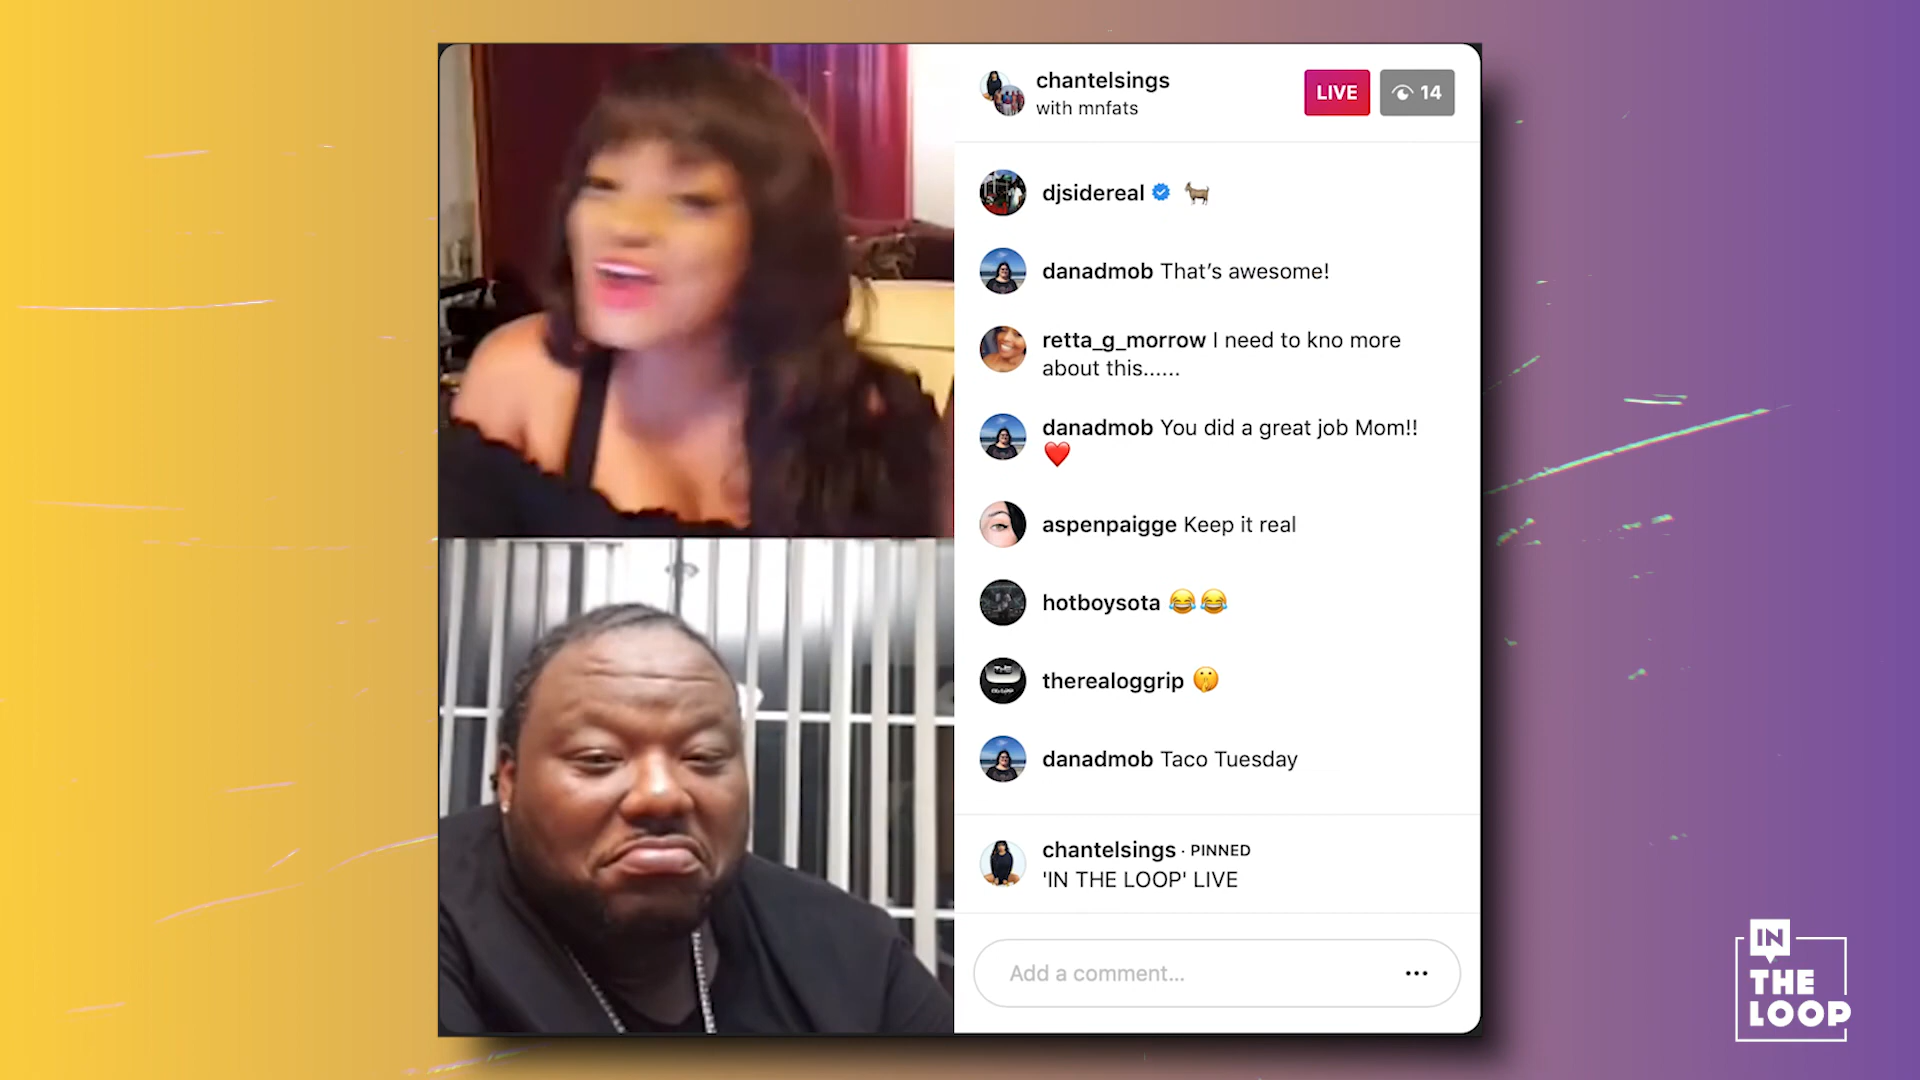 chantelsings
with mnfats
LIVE
14
djsidereal
danadmob That’s awesome!
retta_g_morrow I need to kno more
about this......
danadmob You did a great job Mom!!
aspenpaigge Keep it real
hotboysota
therealoggrip
danadmob Taco Tuesday
chantelsings · PINNED
'IN THE LOOP' LIVE
Add a comment...
IN
THE
LOOP